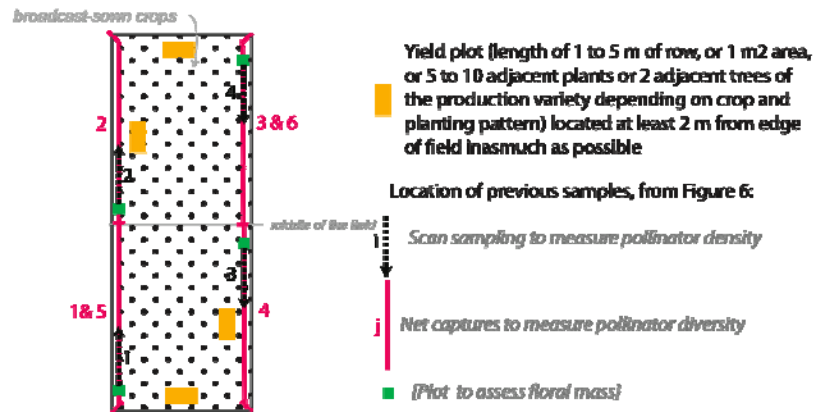 broadcast-sown crops
Yield plot (length of 1 to 5 m of row, or 1 m2 area,
or 5 to 10 adjacent plants or 2 adjacent trees of
the production variety depending on crop and
planting pattern) located at least 2 m from edge
of field inasmuch as possible
4
2
3 & 6
2
Location of previous samples, from Figure 6:
middle of the field
i
Scan sampling to measure pollinator density
3
1 & 5
4
j
Net captures to measure pollinator diversity
1
(Plot to assess floral mass)